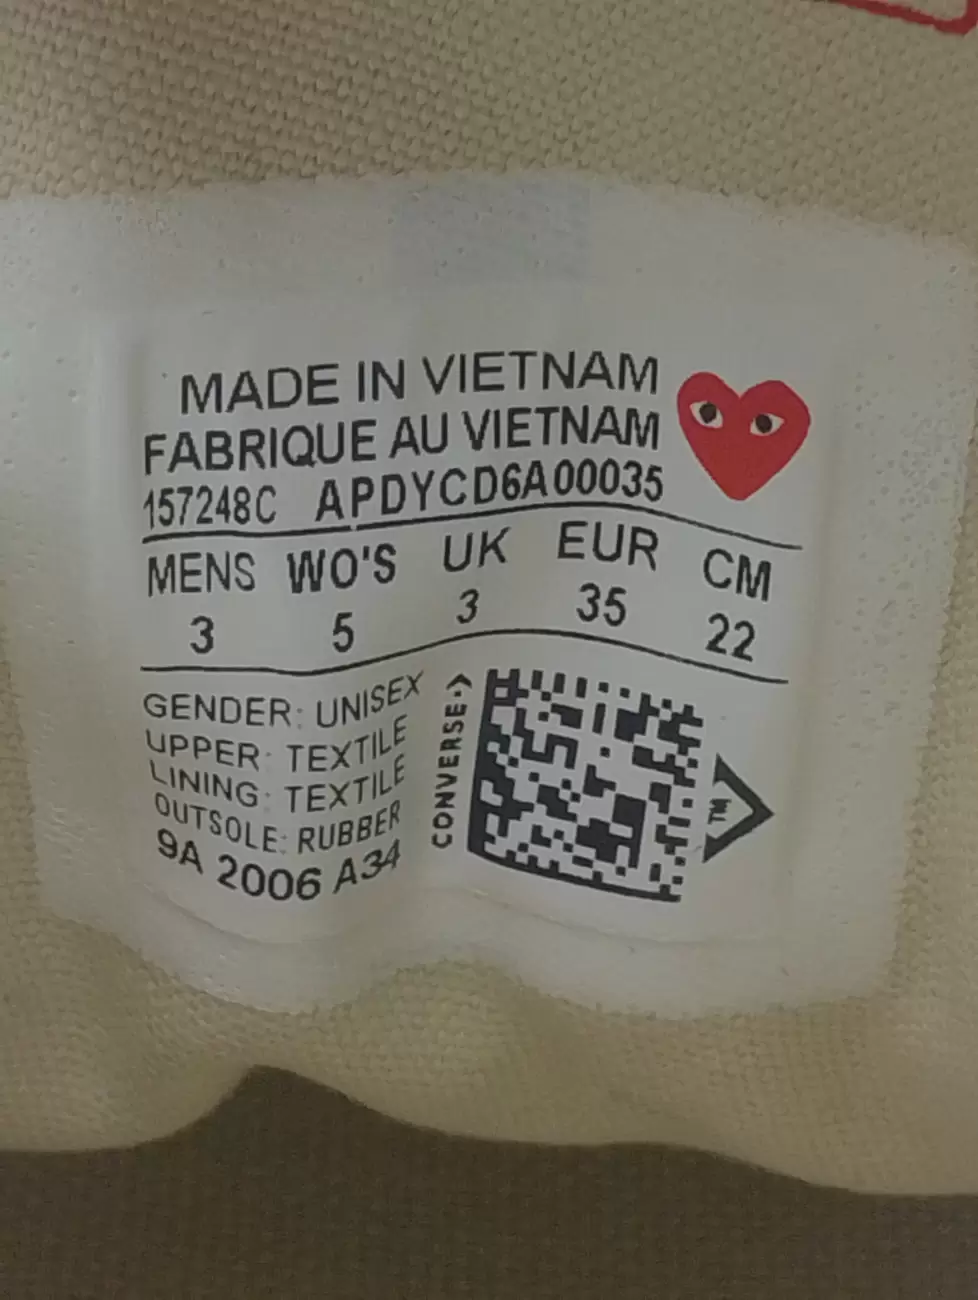 MADE IN VIETNAM
FABRIQUE AU VIETNAM
157248C APDYCD6A00035
MENS WO'S UK EUR CM
3 5 3 35 22
GENDER: UNISEX
UPPER: TEXTILE
LINING: TEXTILE
OUTSOLE: RUBBER
9A 2006 A34
CONVERSE
TM